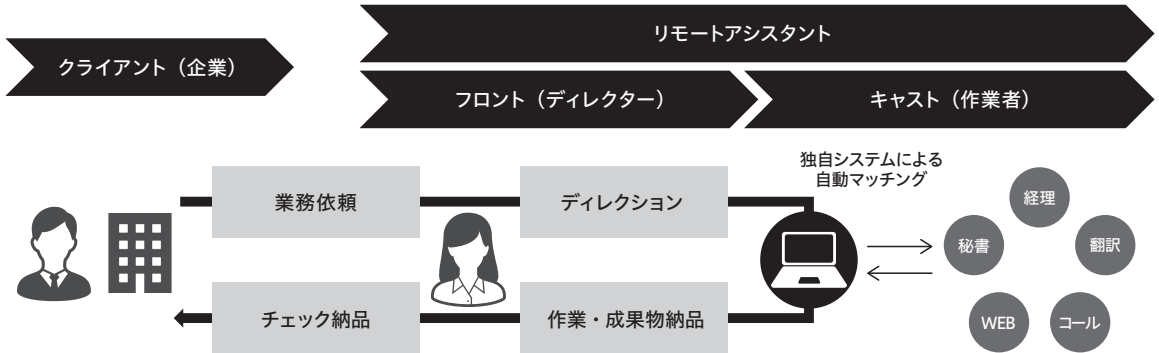 リモートアシスタント
クライアント（企業）
フロント（ディレクター）
キャスト（作業者）
独自システムによる
自動マッチング
業務依頼
ディレクション
経理
秘書
翻訳
チェック納品
作業・成果物納品
WEB
コール